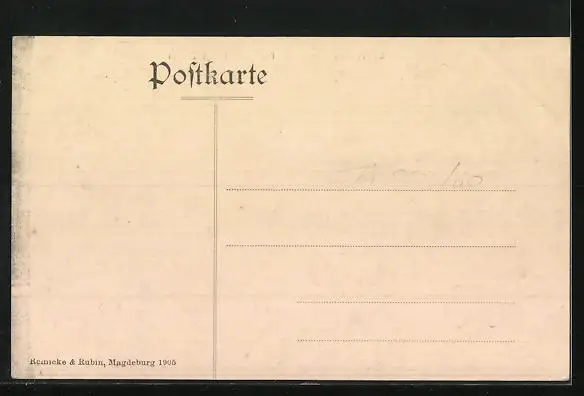 Poſtkarte
Reinicke & Rubin, Magdeburg 1905